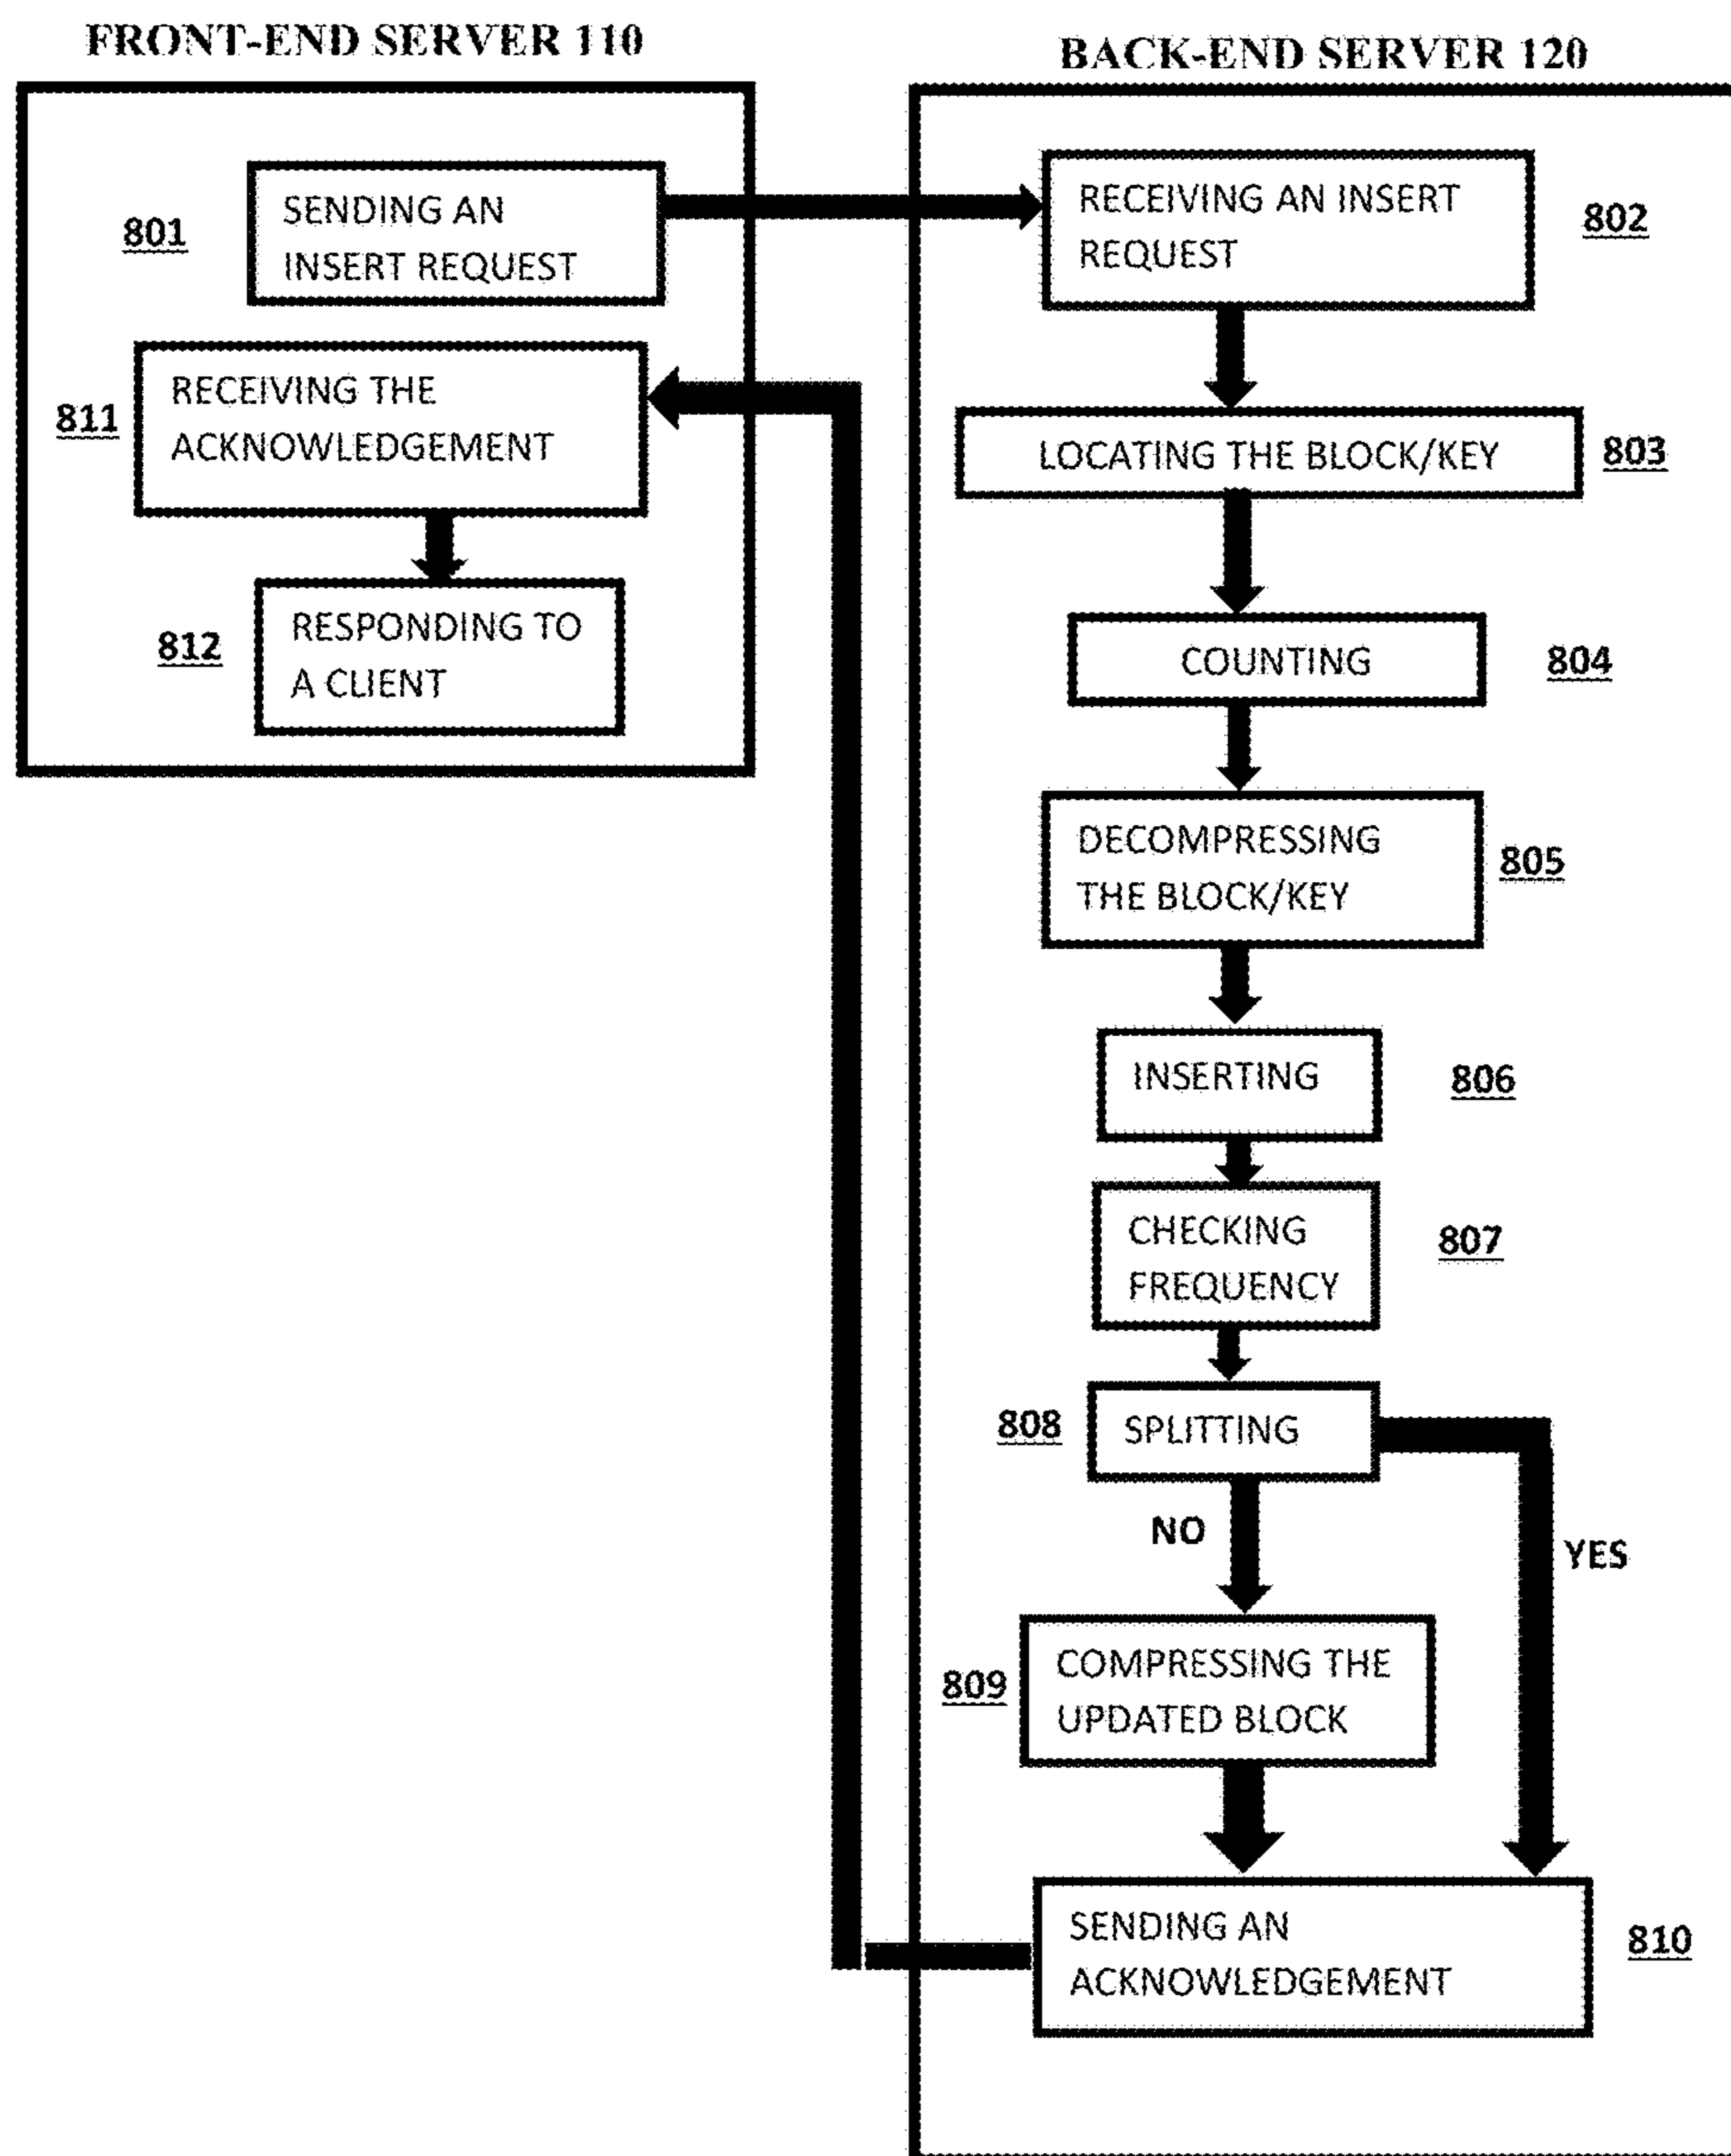 FRONT-END SERVER 110
801
SENDING AN
INSERT REQUEST
811
RECEIVING THE
ACKNOWLEDGEMENT
812
RESPONDING TO
A CLIENT
BACK-END SERVER 120
RECEIVING AN INSERT
REQUEST
802
LOCATING THE BLOCK/KEY
803
COUNTING
804
DECOMPRESSING
THE BLOCK/KEY
805
INSERTING
806
CHECKING
FREQUENCY
807
808
SPLITTING
NO
YES
809
COMPRESSING THE
UPDATED BLOCK
SENDING AN
ACKNOWLEDGEMENT
810